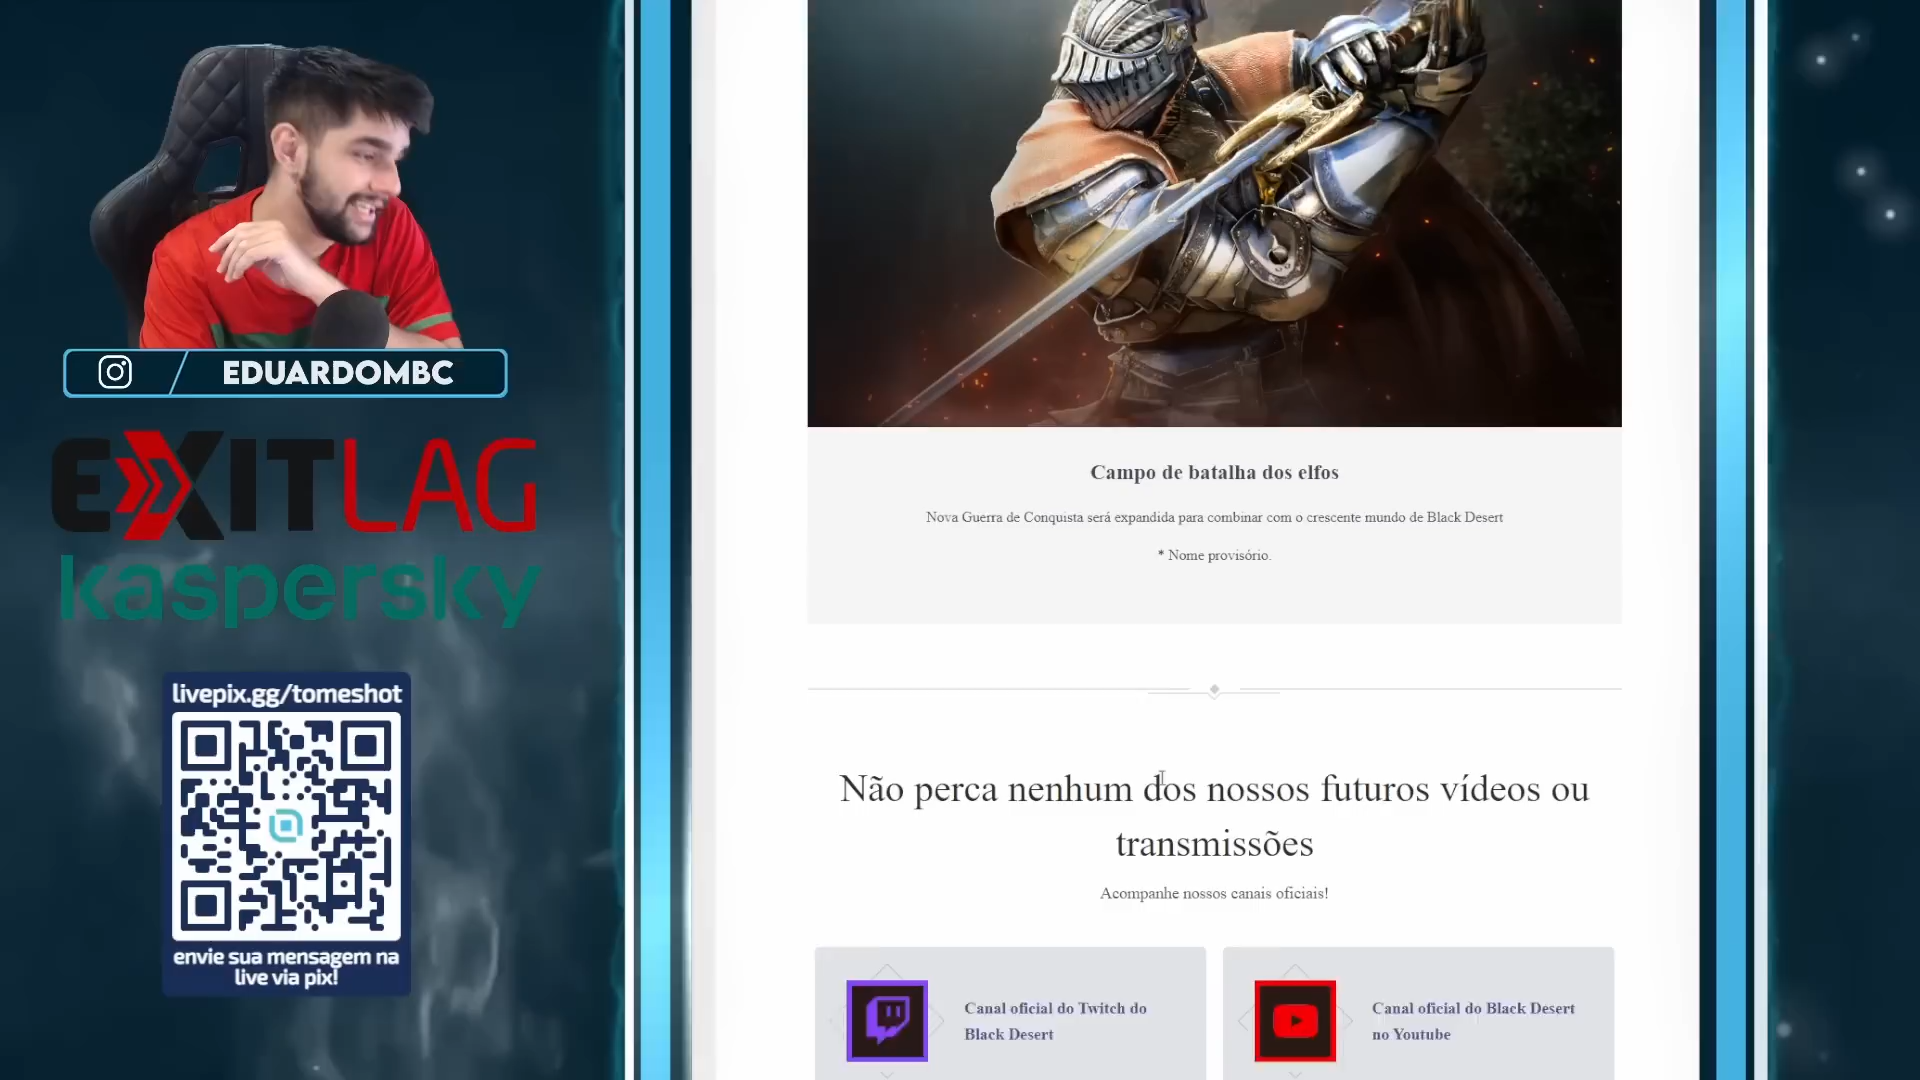 EDUARDOMBC
EXITLAG
kaspersky
livepix.gg/tomeshot
envie sua mensagem na
live via pix!
Campo de batalha dos elfos
Nova Guerra de Conquista será expandida para combinar com o crescente mundo de Black Desert
* Nome provisório.
Não perca nenhum dos nossos futuros vídeos ou
transmissões
Acompanhe nossos canais oficiais!
Canal oficial do Twitch do
Black Desert
Canal oficial do Black Desert
no Youtube